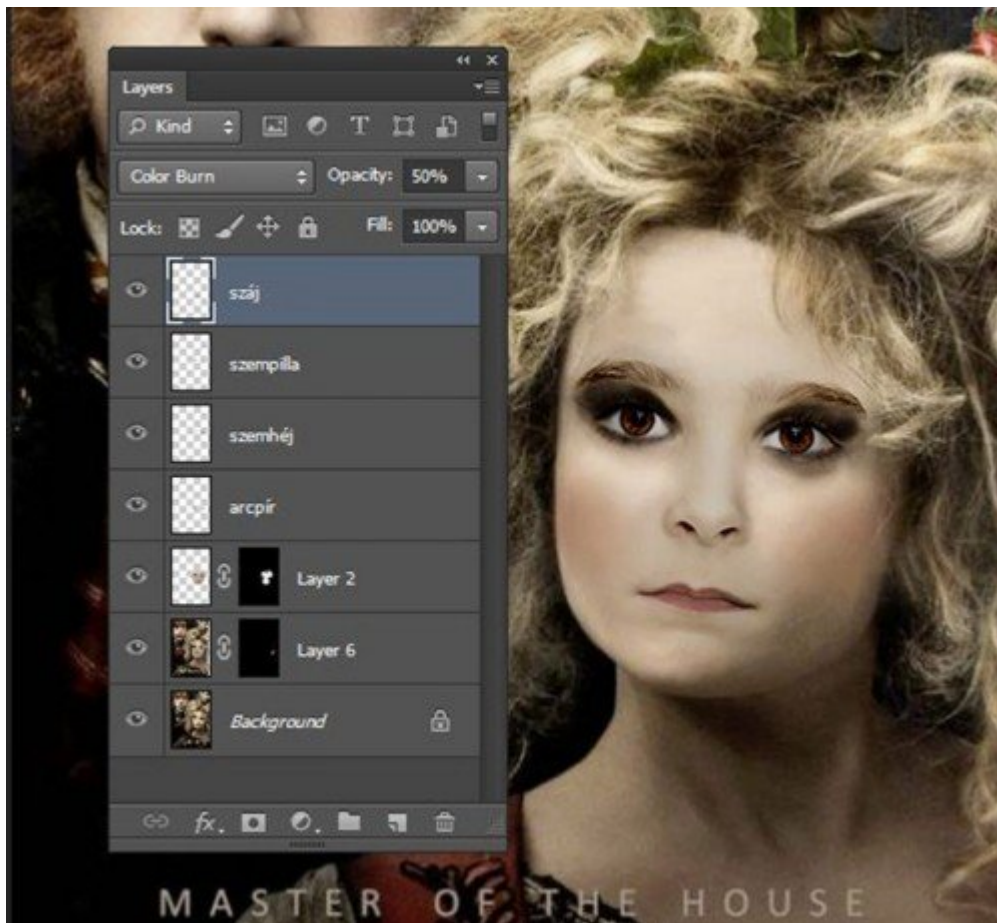 Layers
Kind
Color Burn Opacity: 50%
Lock: Fill: 100%
száj
szempilla
szemhéj
arcpír
Layer 2
Layer 6
Background
fx.
MASTER OF THE HOUSE